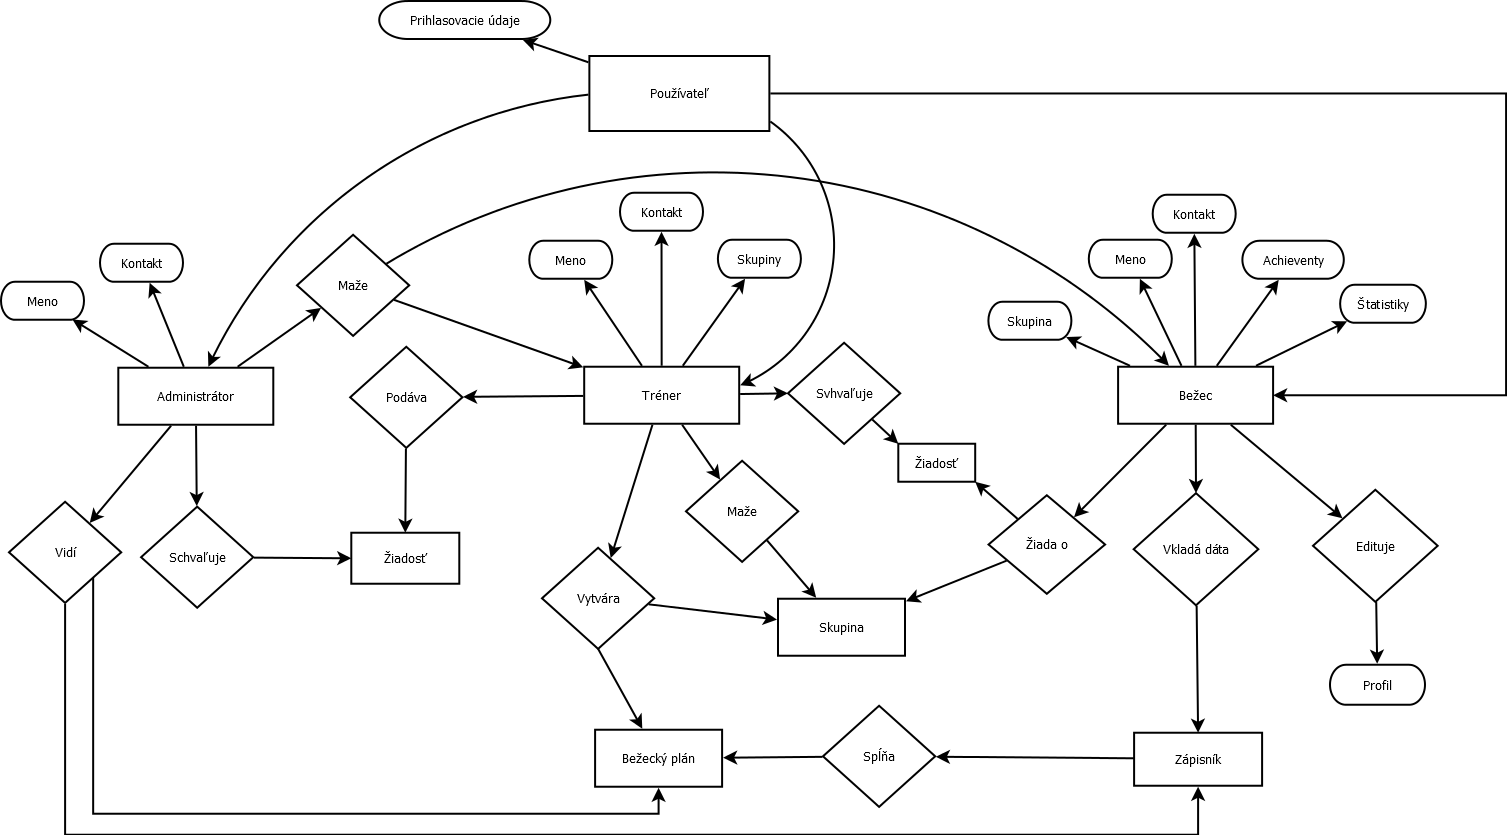 Prihlasovacie údaje
Používateľ
Kontakt
Kontakt
Meno
Skupiny
Meno
Achieventy
Kontakt
Meno
Maže
Štatistiky
Skupina
Administrátor
Podáva
Tréner
Svhvaľuje
Bežec
Žiadosť
Maže
Vidí
Schvaľuje
Žiadosť
Žiada o
Vkladá dáta
Edituje
Vytvára
Skupina
Profil
Bežecký plán
Spĺňa
Zápisník